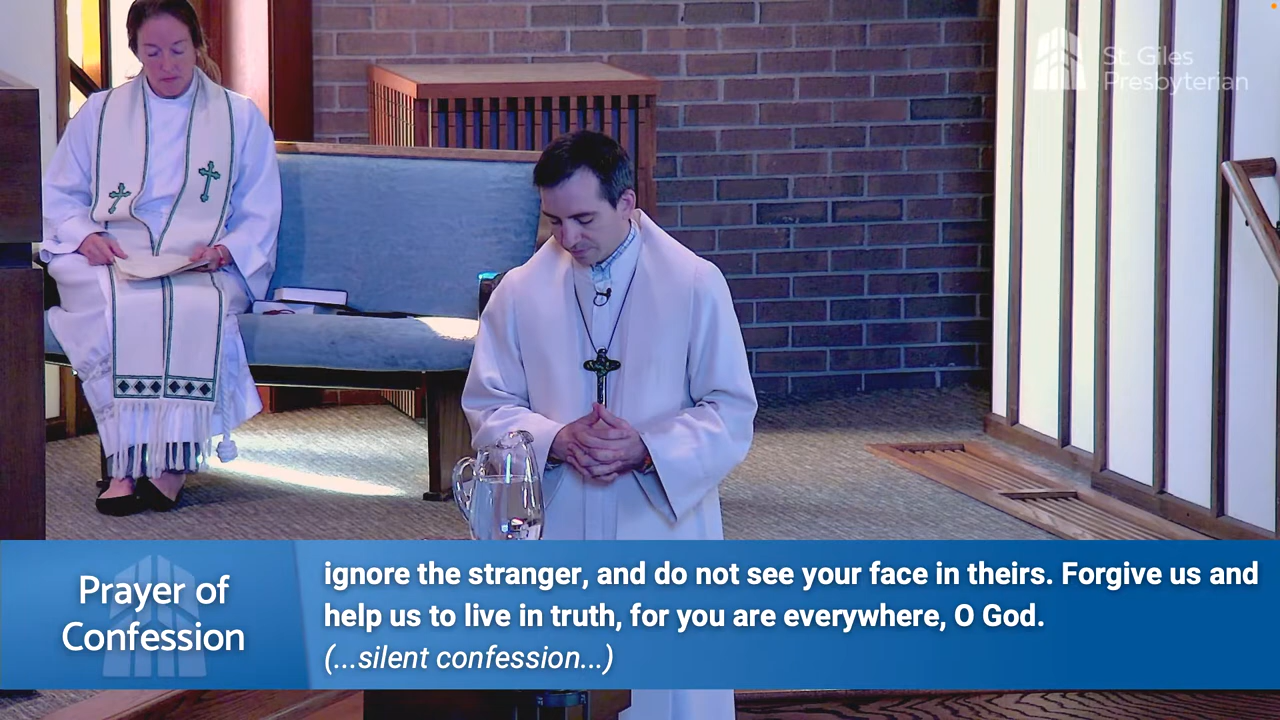 St. Giles
Presbyterian
Prayer of
Confession
ignore the stranger, and do not see your face in theirs. Forgive us and
help us to live in truth, for you are everywhere, O God.
(...silent confession...)